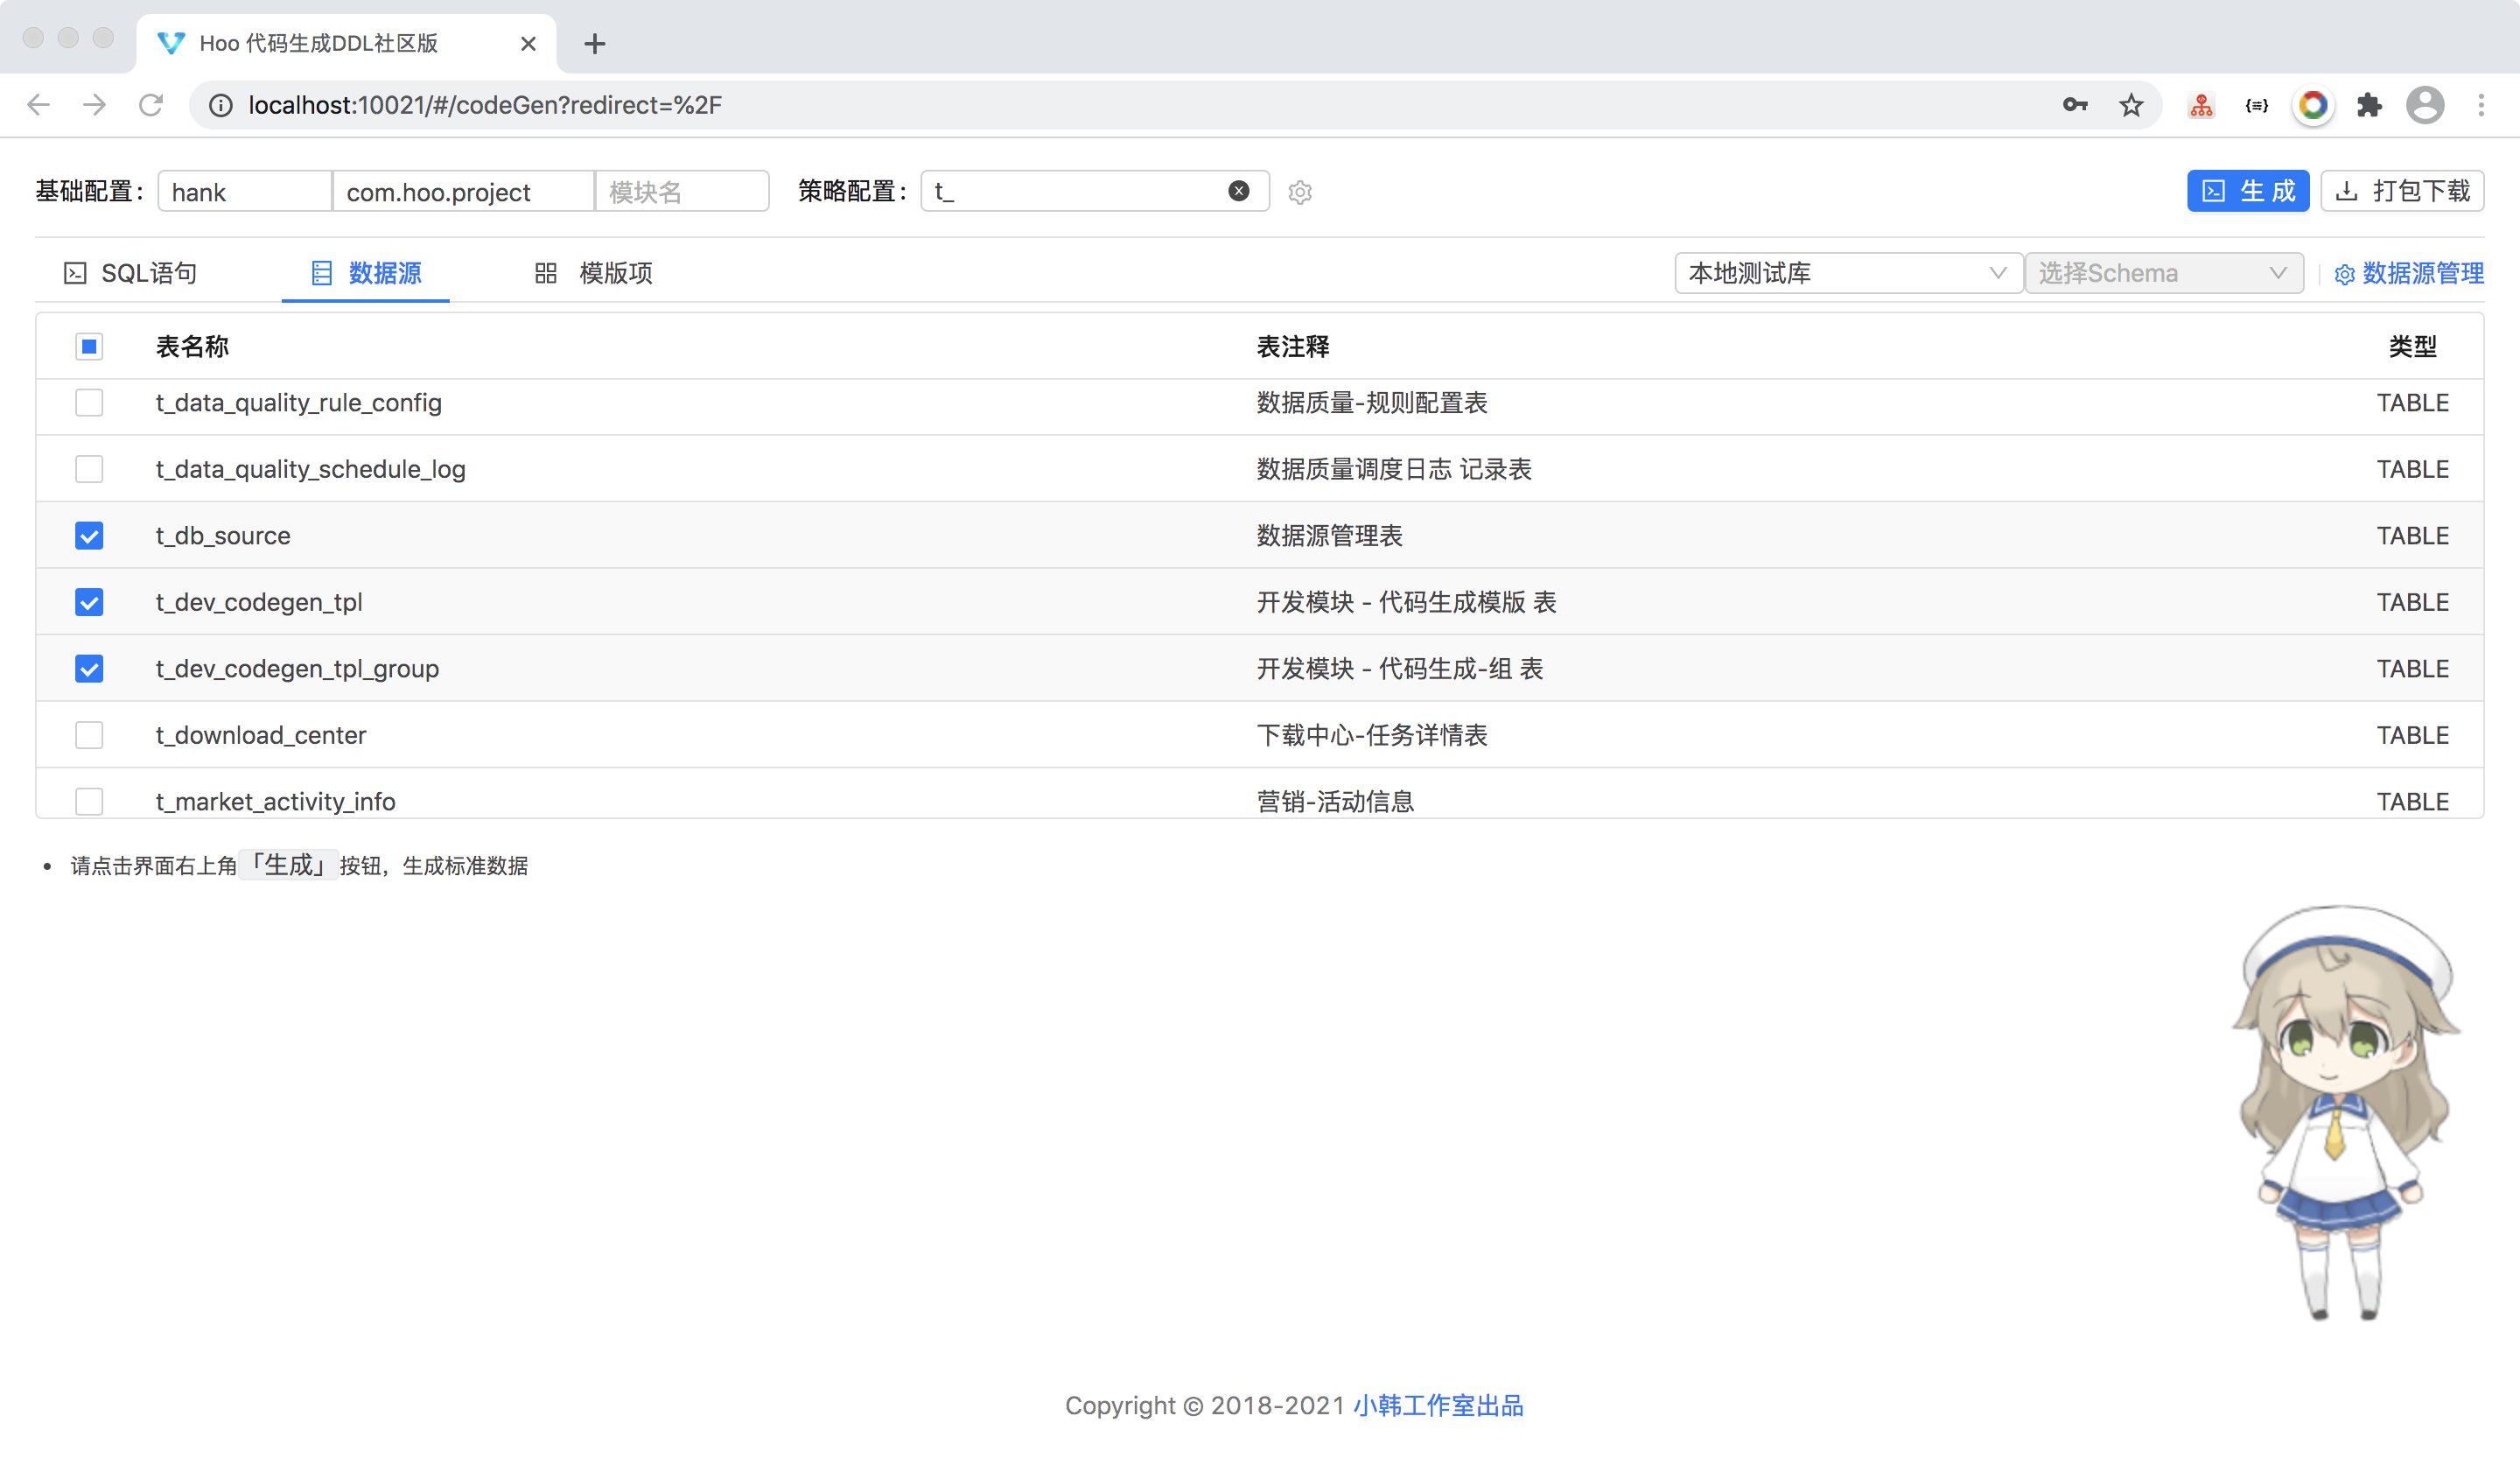 Hoo 代码生成DDL社区版
localhost:10021/#/codeGen?redirect=%2F
基础配置： hank com.hoo.project 模块名 策略配置： t_ 生 成 打包下载
SQL语句 数据源 模版项 本地测试库 选择Schema 数据源管理
表名称 表注释 类型
t_data_quality_rule_config 数据质量-规则配置表 TABLE
t_data_quality_schedule_log 数据质量调度日志 记录表 TABLE
t_db_source 数据源管理表 TABLE
t_dev_codegen_tpl 开发模块 - 代码生成模版 表 TABLE
t_dev_codegen_tpl_group 开发模块 - 代码生成-组 表 TABLE
t_download_center 下载中心-任务详情表 TABLE
t_market_activity_info 营销-活动信息 TABLE
• 请点击界面右上角「生成」按钮，生成标准数据
Copyright © 2018-2021 小韩工作室出品